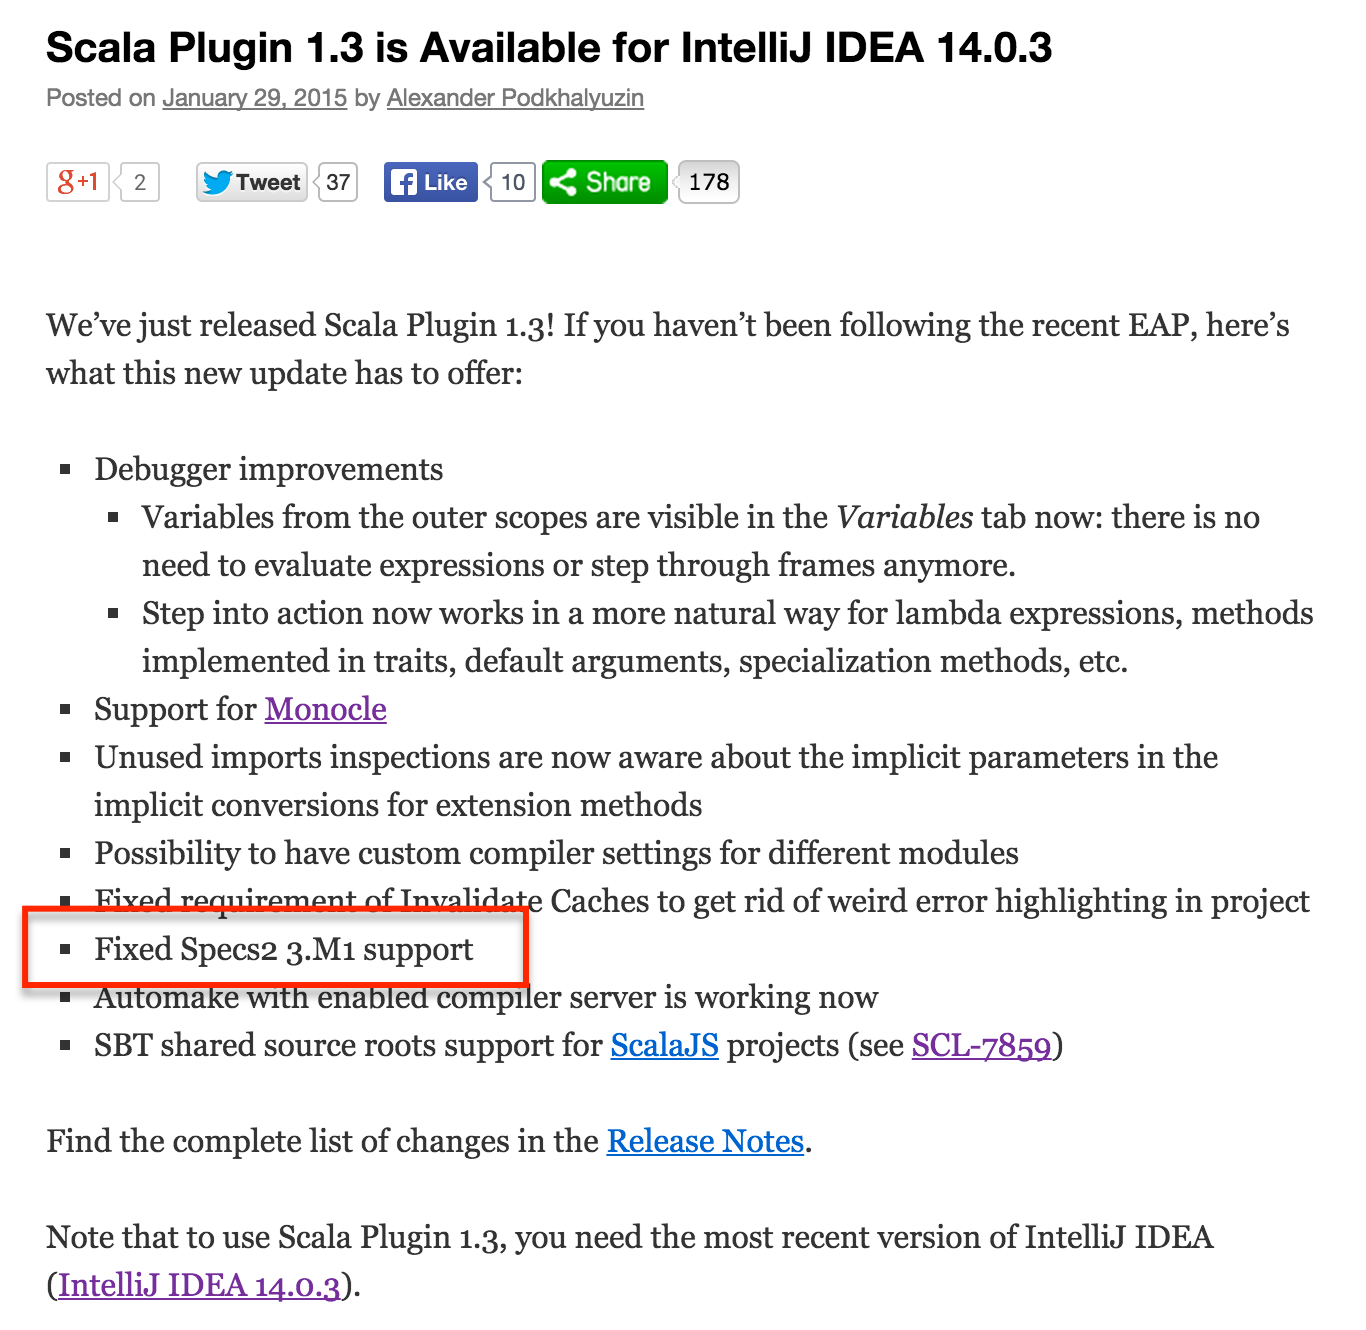 Scala Plugin 1.3 is Available for IntelliJ IDEA 14.0.3
Posted on January 29, 2015 by Alexander Podkhalyuzin
g+1 2 Tweet 37 Like 10 Share 178
We’ve just released Scala Plugin 1.3! If you haven’t been following the recent EAP, here’s
what this new update has to offer:
▪ Debugger improvements
▪ Variables from the outer scopes are visible in the Variables tab now: there is no
need to evaluate expressions or step through frames anymore.
▪ Step into action now works in a more natural way for lambda expressions, methods
implemented in traits, default arguments, specialization methods, etc.
▪ Support for Monocle
▪ Unused imports inspections are now aware about the implicit parameters in the
implicit conversions for extension methods
▪ Possibility to have custom compiler settings for different modules
▪ Fixed requirement of Invalidate Caches to get rid of weird error highlighting in project
▪ Fixed Specs2 3.M1 support
▪ Automake with enabled compiler server is working now
▪ SBT shared source roots support for ScalaJS projects (see SCL-7859)
Find the complete list of changes in the Release Notes.
Note that to use Scala Plugin 1.3, you need the most recent version of IntelliJ IDEA
(IntelliJ IDEA 14.0.3).